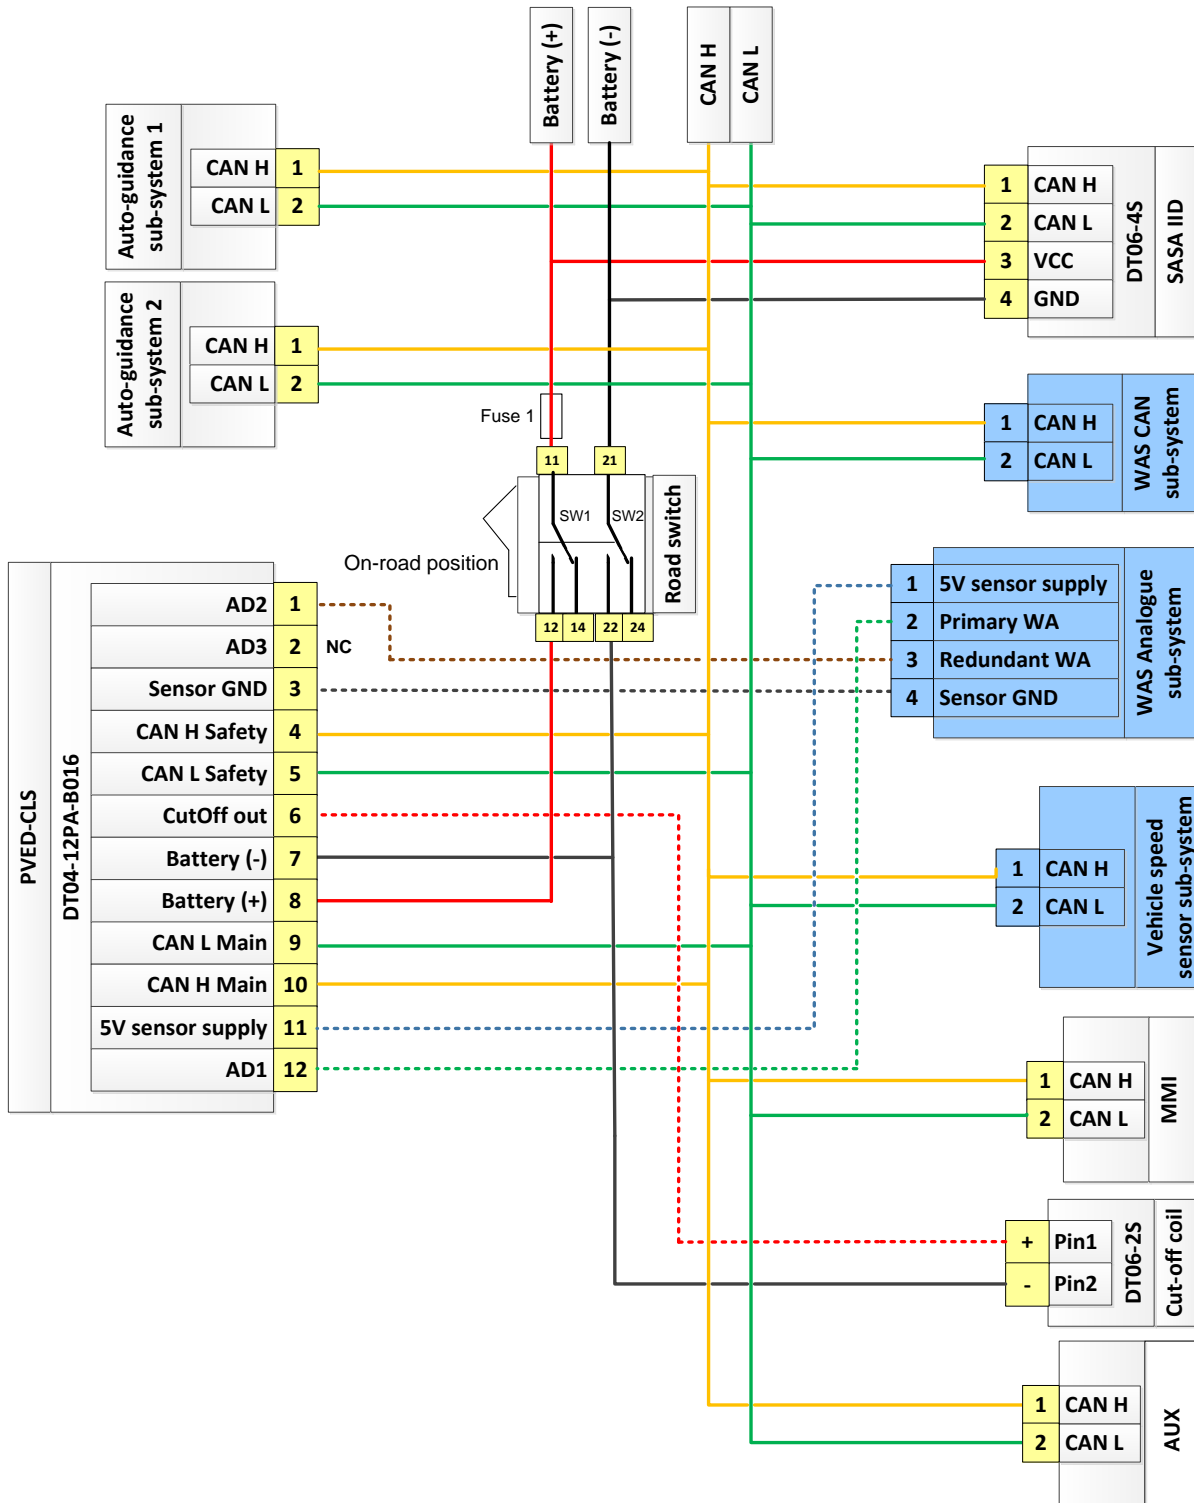 Battery (+)
Battery (-)
CAN H
CAN L
Auto-guidance
sub-system 1
CAN H 1
CAN L 2
Auto-guidance
sub-system 2
CAN H 1
CAN L 2
1 CAN H
2 CAN L
3 VCC
4 GND
DT06-4S
SASA IID
1 CAN H
2 CAN L
WAS CAN
sub-system
Fuse 1
11
21
SW1
SW2
Road switch
On-road position
12
14
22
24
PVED-CLS
DT04-12PA-B016
AD2 1
AD3 2 NC
Sensor GND 3
CAN H Safety 4
CAN L Safety 5
CutOff out 6
Battery (-) 7
Battery (+) 8
CAN L Main 9
CAN H Main 10
5V sensor supply 11
AD1 12
1 5V sensor supply
2 Primary WA
3 Redundant WA
4 Sensor GND
WAS Analogue
sub-system
1 CAN H
2 CAN L
Vehicle speed
sensor sub-system
1 CAN H
2 CAN L
MMI
+ Pin1
- Pin2
DT06-2S
Cut-off coil
1 CAN H
2 CAN L
AUX